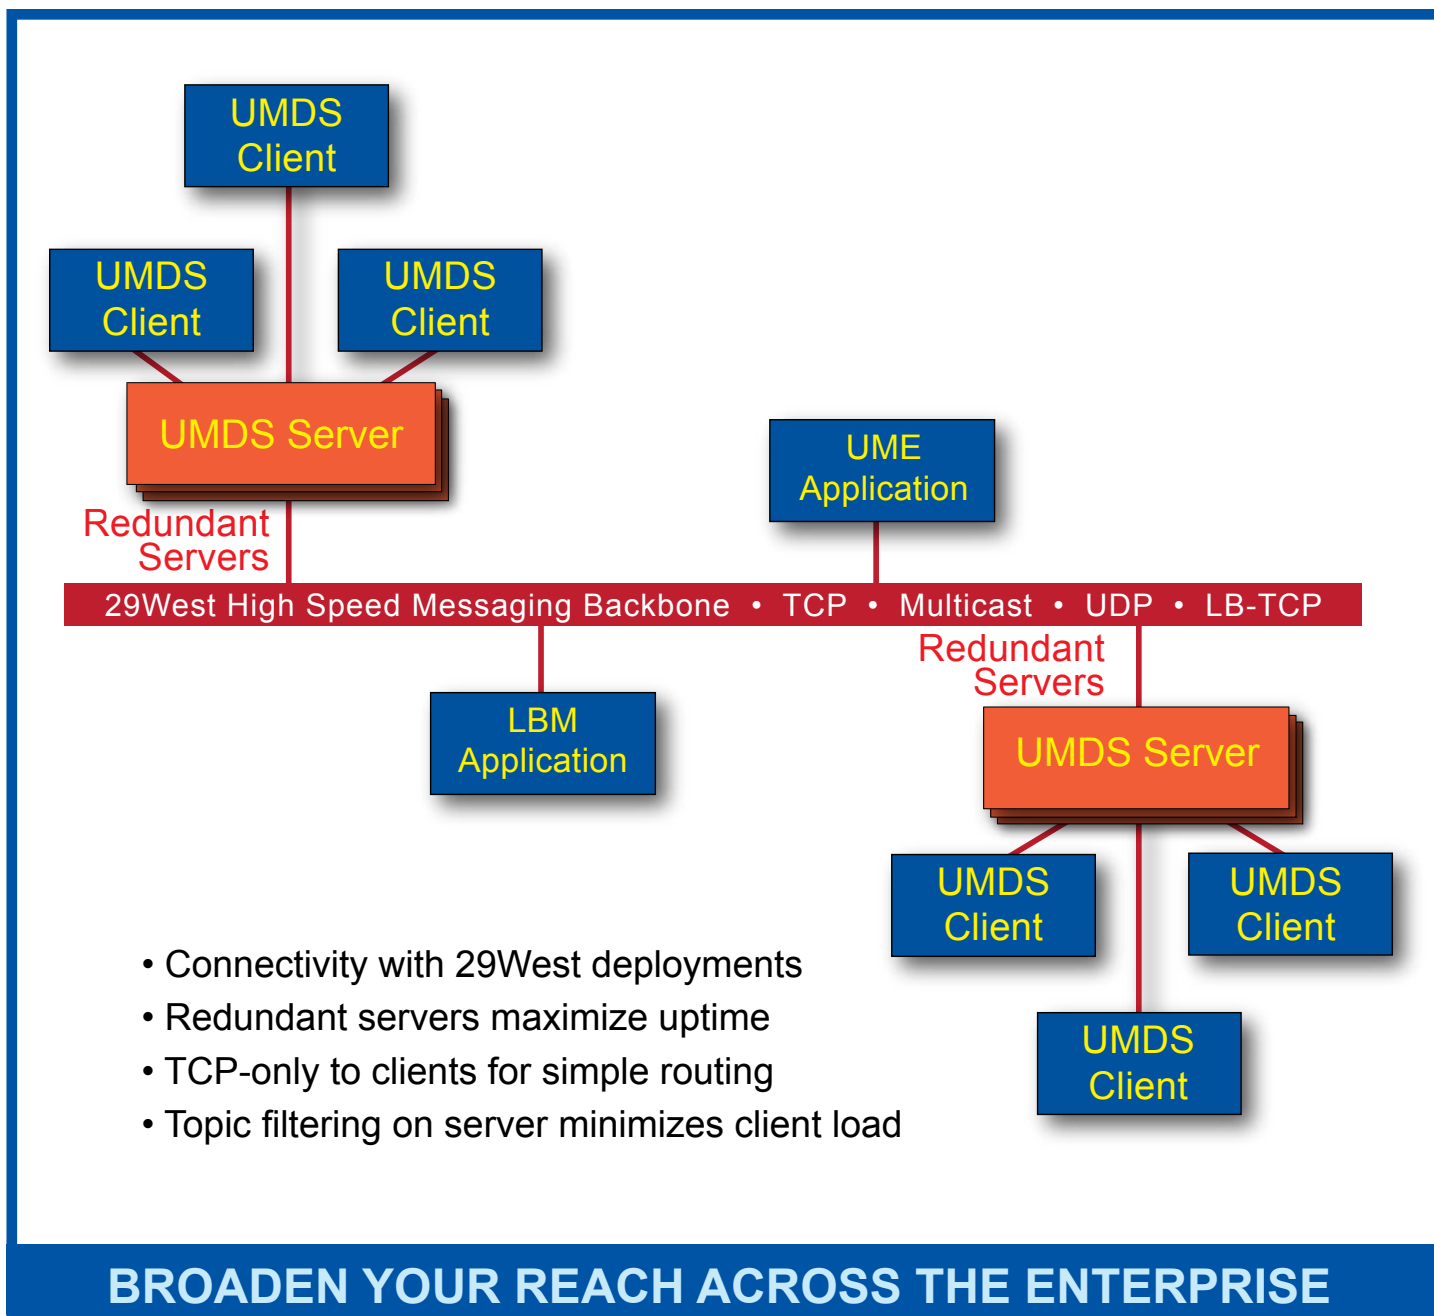 UMDS
Client
UMDS
Client
UMDS
Client
UMDS Server
Redundant
Servers
UME
Application
29West High Speed Messaging Backbone • TCP • Multicast • UDP • LB-TCP
LBM
Application
Redundant
Servers
UMDS Server
UMDS
Client
UMDS
Client
UMDS
Client
• Connectivity with 29West deployments
• Redundant servers maximize uptime
• TCP-only to clients for simple routing
• Topic filtering on server minimizes client load
BROADEN YOUR REACH ACROSS THE ENTERPRISE